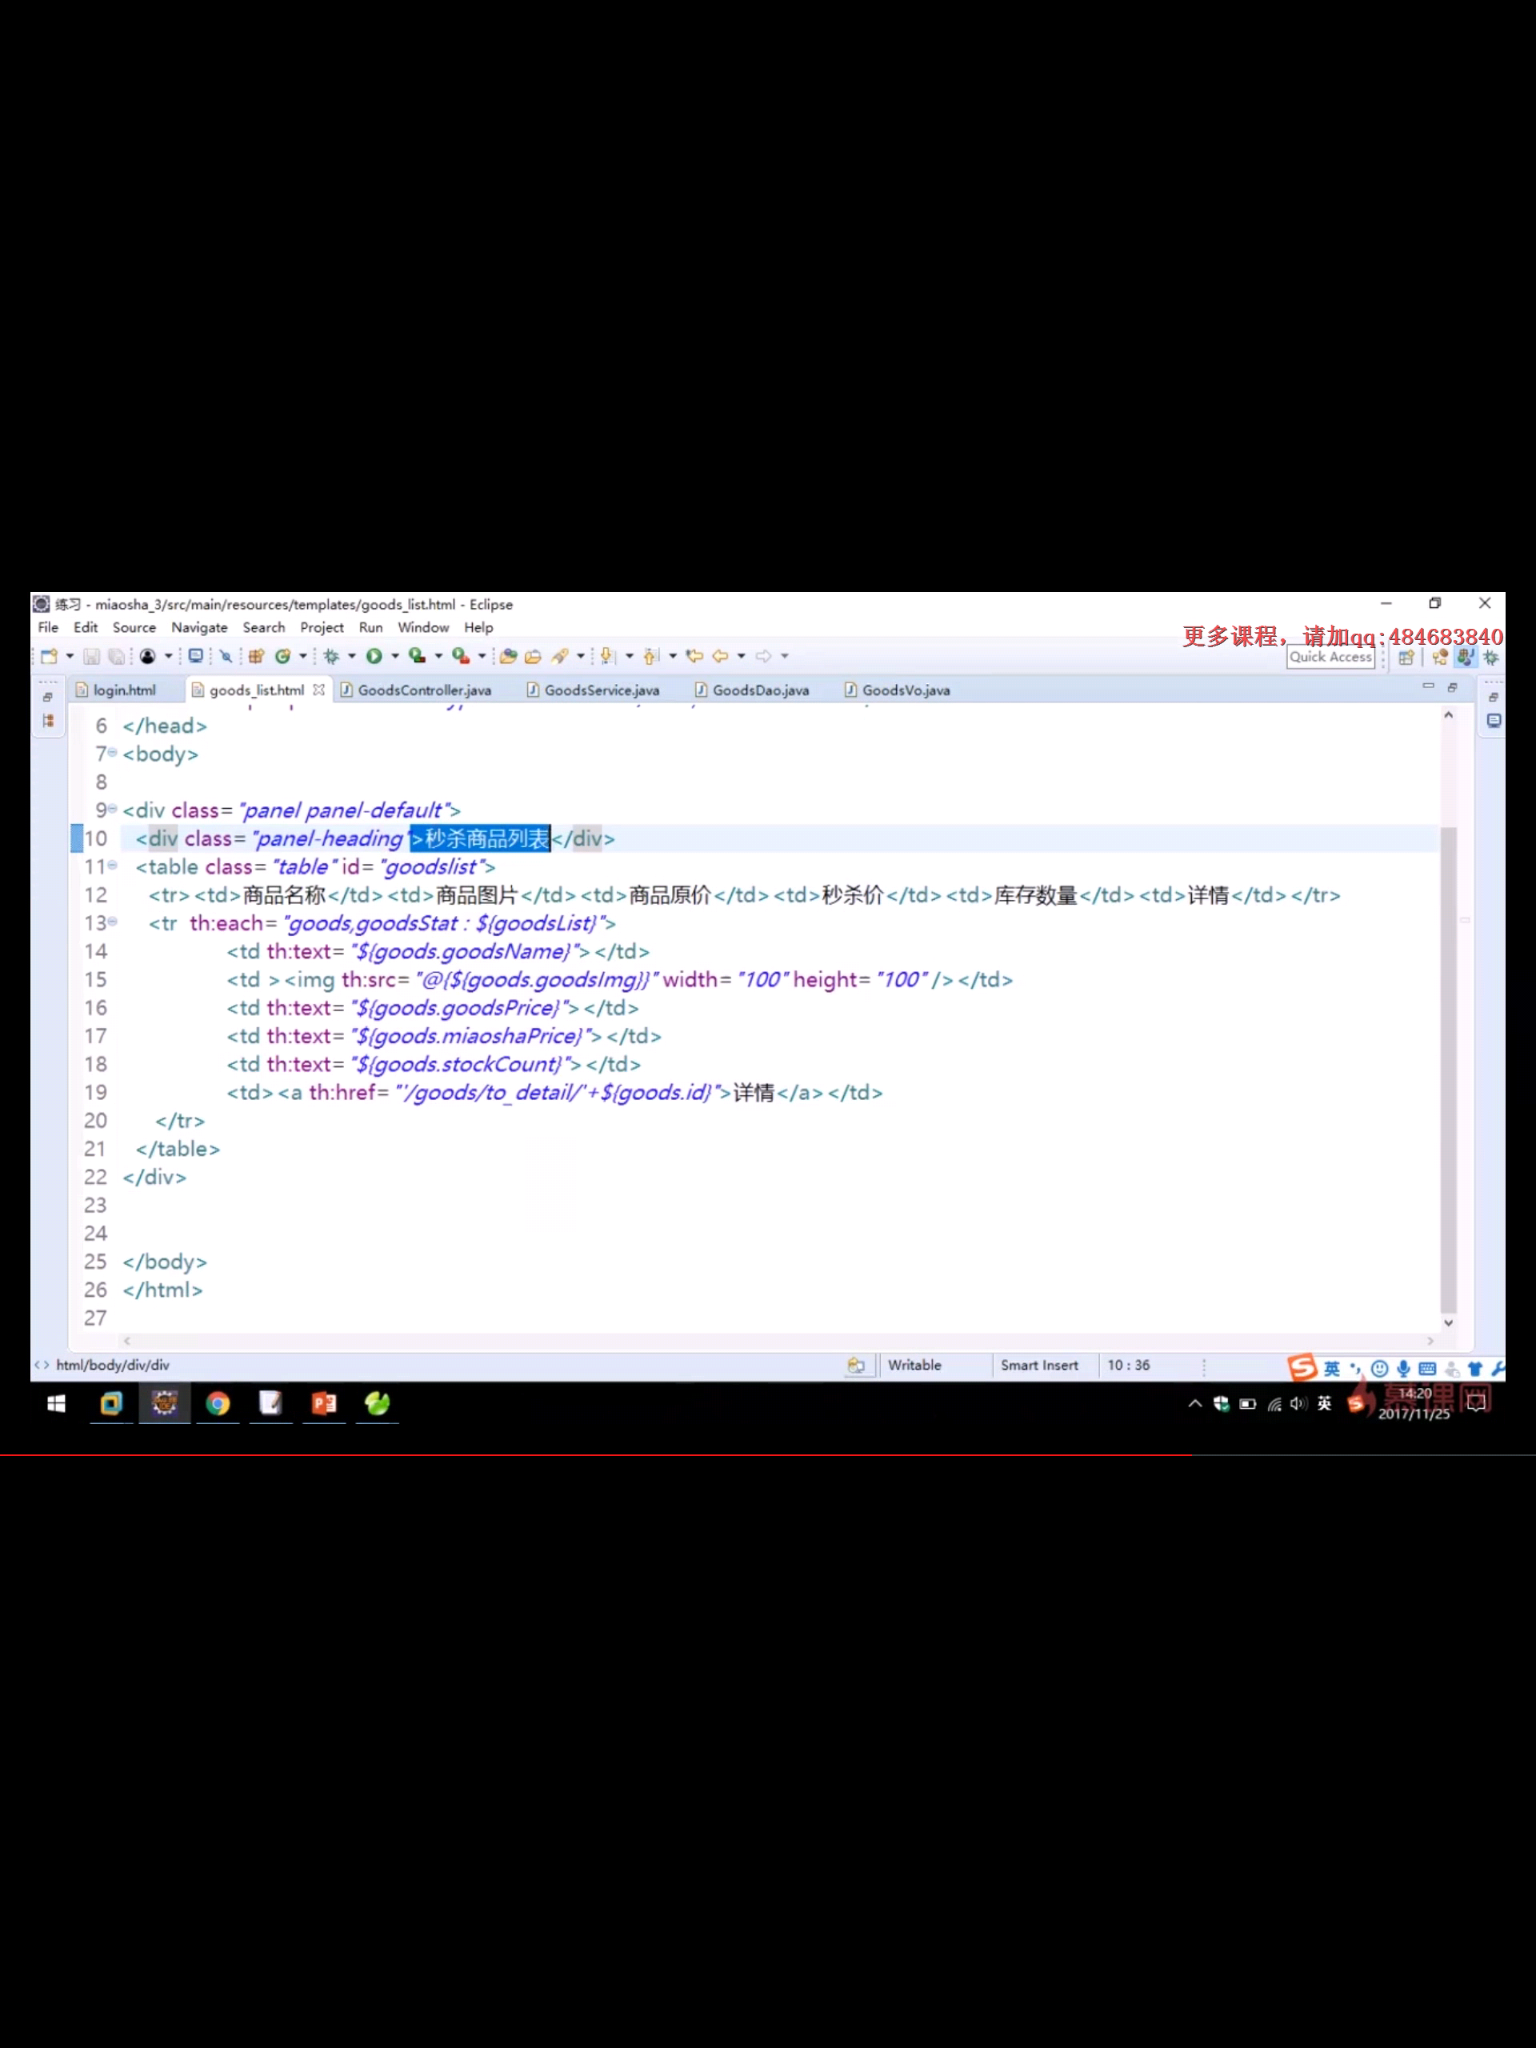 练习 - miaosha_3/src/main/resources/templates/goods_list.html - Eclipse
File Edit Source Navigate Search Project Run Window Help
更多课程，请加qq:484683840
Quick Access
login.html goods_list.html GoodsController.java GoodsService.java GoodsDao.java GoodsVo.java
6 </head>
7 <body>
8
9 <div class="panel panel-default">
10 <div class="panel-heading">秒杀商品列表</div>
11 <table class="table" id="goodslist">
12 <tr><td>商品名称</td><td>商品图片</td><td>商品原价</td><td>秒杀价</td><td>库存数量</td><td>详情</td></tr>
13 <tr th:each="goods,goodsStat : ${goodsList}">
14 <td th:text="${goods.goodsName}"></td>
15 <td ><img th:src="@{${goods.goodsImg}}" width="100" height="100" /></td>
16 <td th:text="${goods.goodsPrice}"></td>
17 <td th:text="${goods.miaoshaPrice}"></td>
18 <td th:text="${goods.stockCount}"></td>
19 <td><a th:href="'/goods/to_detail/'+${goods.id}">详情</a></td>
20 </tr>
21 </table>
22 </div>
23
24
25 </body>
26 </html>
27
html/body/div/div Writable Smart Insert 10 : 36 英
英 14:20
慕课网
2017/11/25